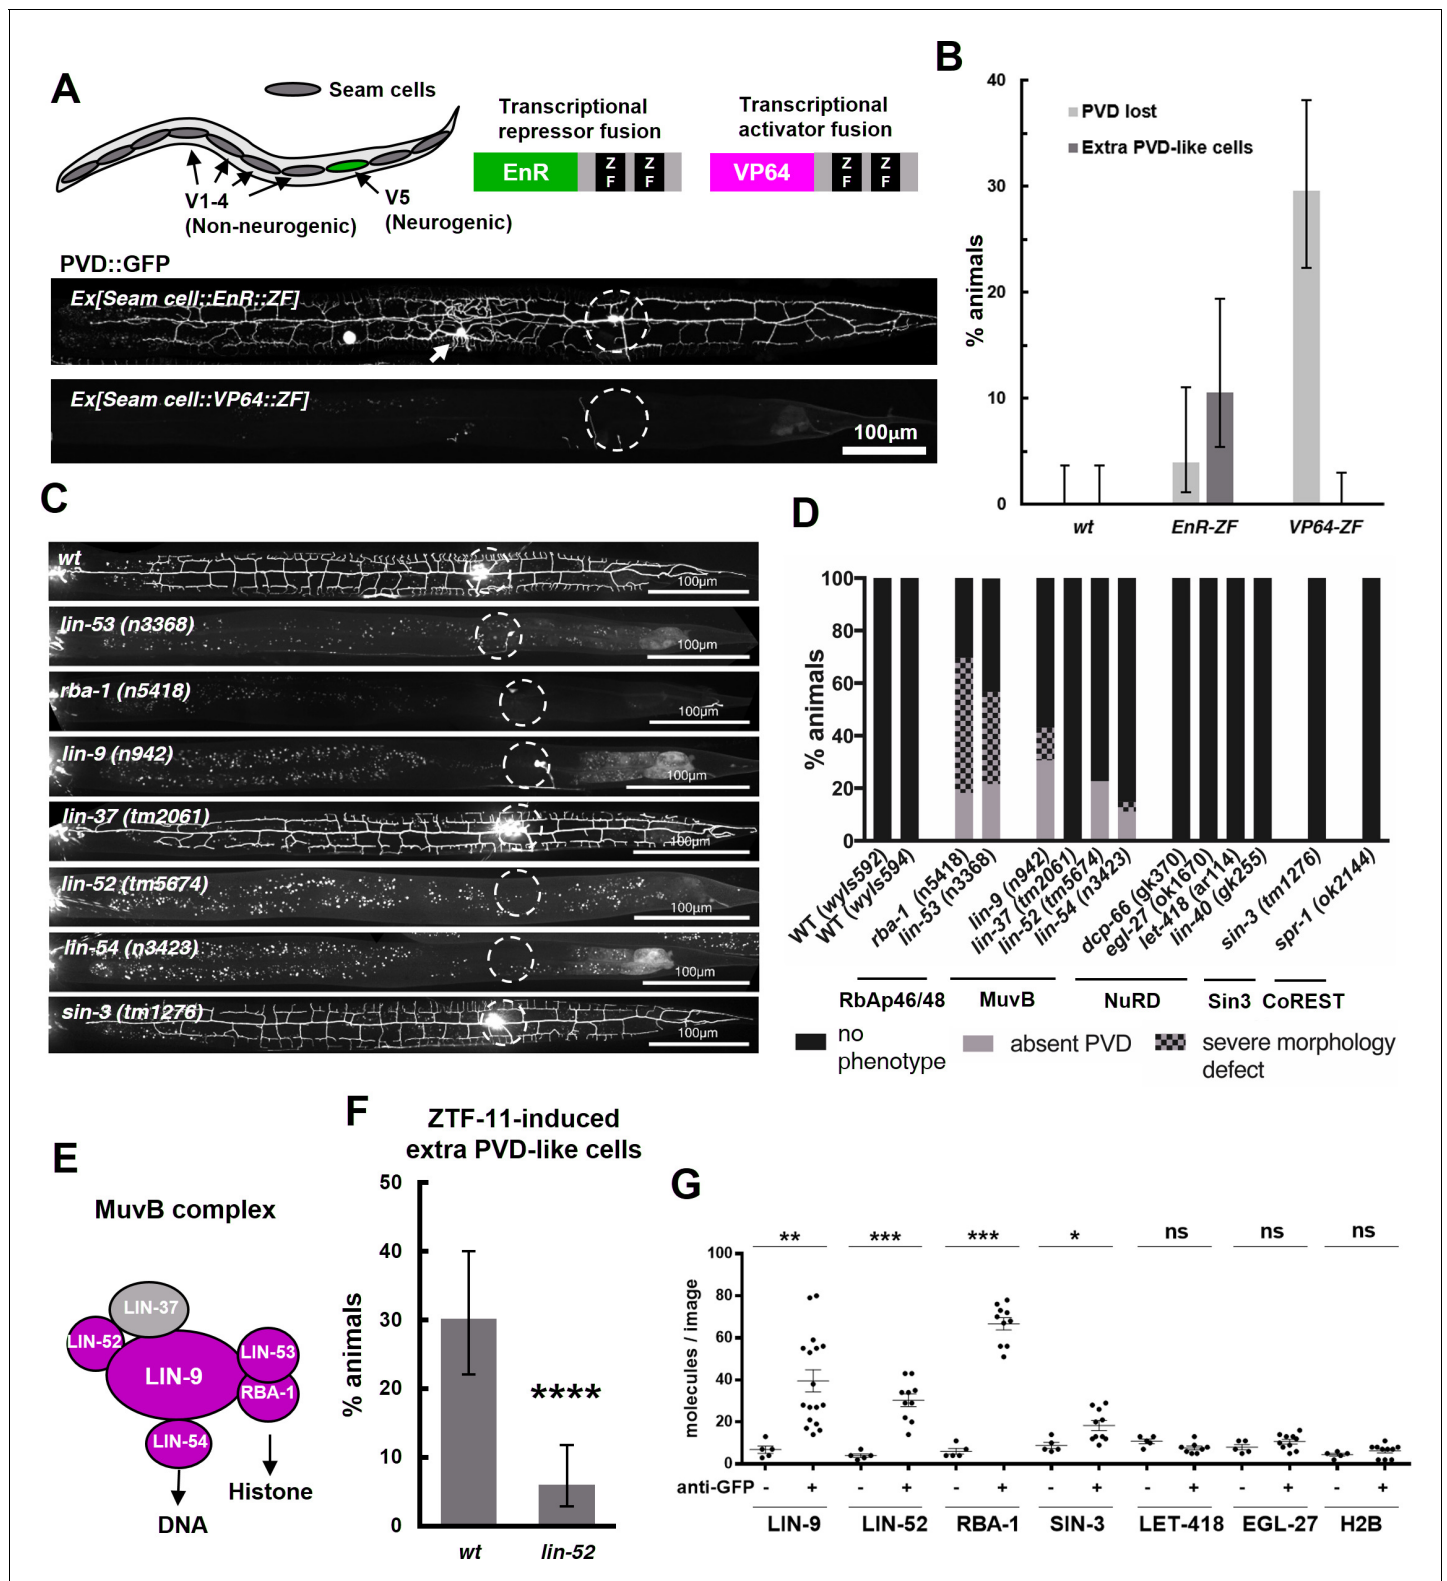 A
Seam cells
V1-4
(Non-neurogenic)
V5
(Neurogenic)
Transcriptional
repressor fusion
EnR
Z
F
Z
F
Transcriptional
activator fusion
VP64
Z
F
Z
F
PVD::GFP
Ex[Seam cell::EnR::ZF]
Ex[Seam cell::VP64::ZF]
100µm
B
40
30
20
10
0
% animals
PVD lost
Extra PVD-like cells
wt
EnR-ZF
VP64-ZF
C
wt
100µm
lin-53 (n3368)
100µm
rba-1 (n5418)
100µm
lin-9 (n942)
100µm
lin-37 (tm2061)
100µm
lin-52 (tm5674)
100µm
lin-54 (n3423)
100µm
sin-3 (tm1276)
100µm
D
100
80
60
40
20
0
% animals
WT (wyIs592)
WT (wyIs594)
rba-1 (n5418)
lin-53 (n3368)
lin-9 (n942)
lin-37 (tm2061)
lin-52 (tm5674)
lin-54 (n3423)
dcp-66 (gk370)
egl-27 (ok1670)
let-418 (ar114)
lin-40 (gk255)
sin-3 (tm1276)
spr-1 (ok2144)
RbAp46/48
MuvB
NuRD
Sin3
CoREST
no
phenotype
absent PVD
severe morphology
defect
E
MuvB complex
LIN-37
LIN-52
LIN-9
LIN-53
RBA-1
LIN-54
Histone
DNA
F
ZTF-11-induced
extra PVD-like cells
50
40
30
20
10
0
% animals
****
wt
lin-52
G
** *** *** * ns ns ns
100
80
60
40
20
0
molecules / image
anti-GFP - + - + - + - + - + - + - +
LIN-9 LIN-52 RBA-1 SIN-3 LET-418 EGL-27 H2B